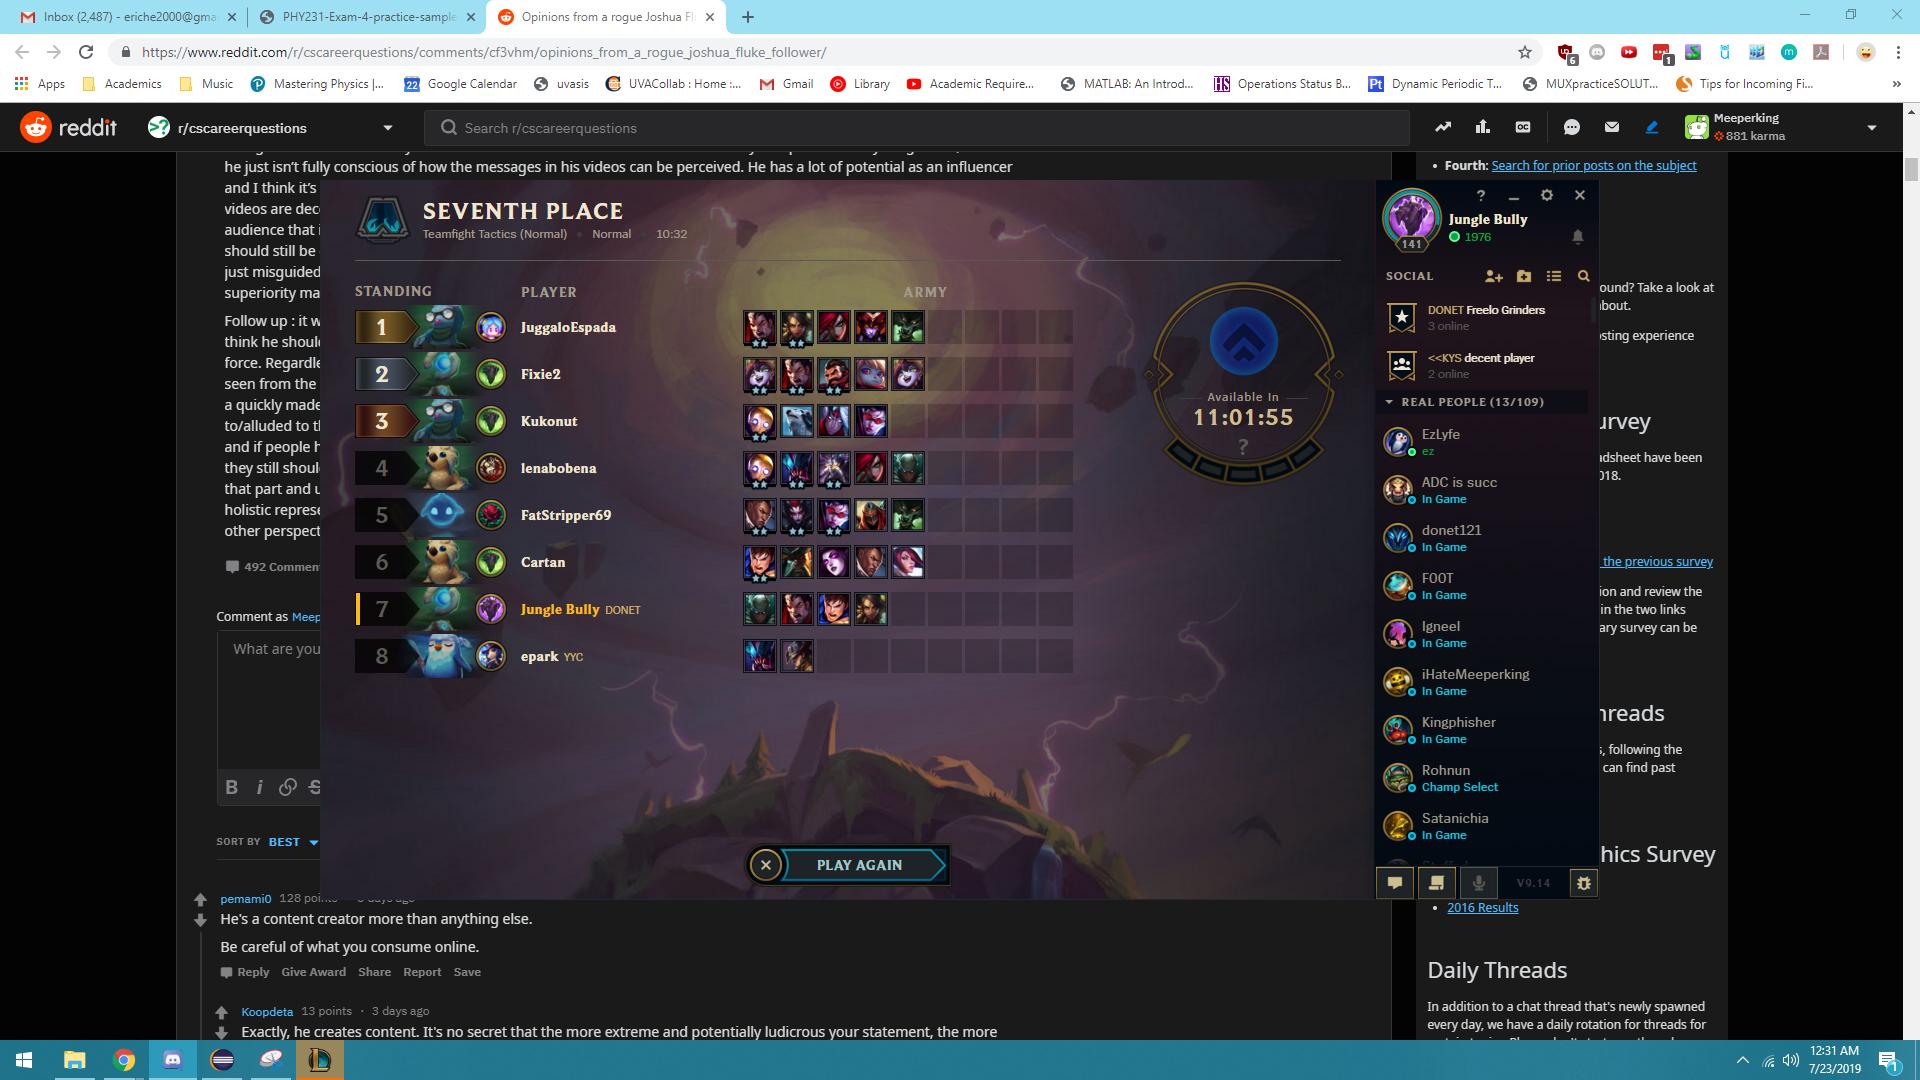 Inbox (2,487) - eriche2000@gma
PHY231-Exam-4-practice-sample
Opinions from a rogue Joshua Fl
https://www.reddit.com/r/cscareerquestions/comments/cf3vhm/opinions_from_a_rogue_joshua_fluke_follower/
6
1
Apps
Academics
Music
Mastering Physics |...
22
Google Calendar
uvasis
UVACollab : Home :...
Gmail
Library
Academic Require...
MATLAB: An Introd...
HS
Operations Status B...
Pt
Dynamic Periodic T...
MUXpracticeSOLUT...
Tips for Incoming Fi...
»
reddit
r/cscareerquestions
Search r/cscareerquestions
Meeperking
881 karma
he just isn't fully conscious of how the messages in his videos can be perceived. He has a lot of potential as an influencer
and I think it's
videos are dec
audience that i
should still be
just misguided
superiority ma
Follow up : it w
think he shoul
force. Regardle
seen from the
a quickly made
to/alluded to th
and if people h
they still shoul
that part and u
holistic represe
other perspect
492 Commen
Comment as Meep
What are you
B i S
SORT BY BEST
SEVENTH PLACE
Teamfight Tactics (Normal) • Normal • 10:32
STANDING PLAYER ARMY
1 JuggaloEspada
2 Fixie2
3 Kukonut
4 lenabobena
5 FatStripper69
6 Cartan
7 Jungle Bully DONET
8 epark YYC
Available In
11:01:55
?
PLAY AGAIN
?
Jungle Bully
1976
141
SOCIAL
DONET Freelo Grinders
3 online
<<KYS decent player
2 online
REAL PEOPLE (13/109)
EzLyfe
ez
ADC is succ
In Game
donet121
In Game
F00T
In Game
Igneel
In Game
iHateMeeperking
In Game
Kingphisher
In Game
Rohnun
Champ Select
Satanichia
In Game
V9.14
• Fourth: Search for prior posts on the subject
ound? Take a look at
bout.
sting experience
urvey
adsheet have been
018.
the previous survey
ion and review the
in the two links
ary survey can be
hreads
s, following the
can find past
hics Survey
• 2016 Results
Daily Threads
In addition to a chat thread that's newly spawned
every day, we have a daily rotation for threads for
pemami0 128 points · 3 days ago
He's a content creator more than anything else.
Be careful of what you consume online.
Reply Give Award Share Report Save
Koopdeta 13 points · 3 days ago
Exactly, he creates content. It's no secret that the more extreme and potentially ludicrous your statement, the more
12:31 AM
7/23/2019
1